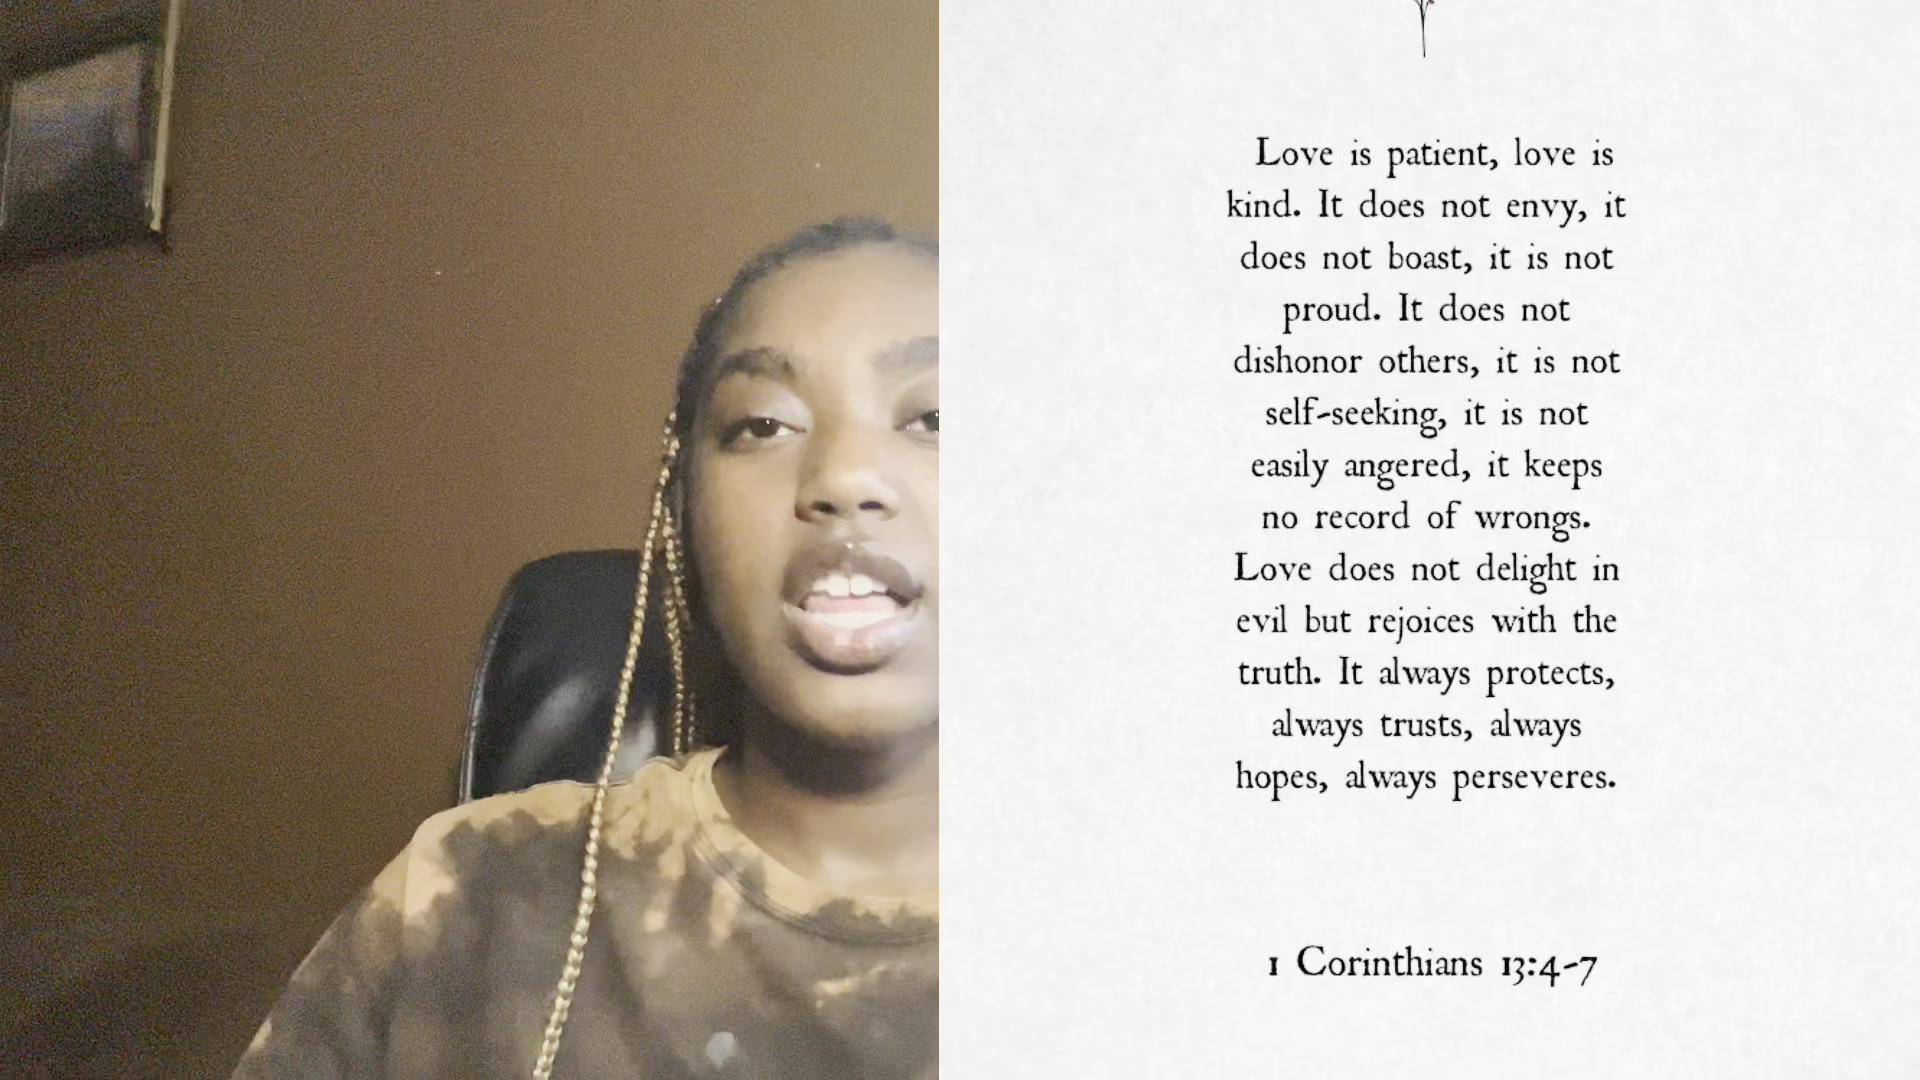 Love is patient, love is
kind. It does not envy, it
does not boast, it is not
proud. It does not
dishonor others, it is not
self-seeking, it is not
easily angered, it keeps
no record of wrongs.
Love does not delight in
evil but rejoices with the
truth. It always protects,
always trusts, always
hopes, always perseveres.
1 Corinthians 13:4-7